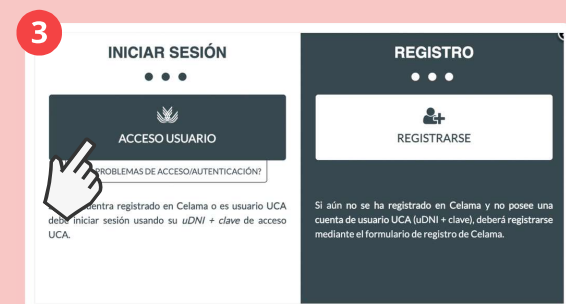 3
INICIAR SESIÓN
ACCESO USUARIO
PROBLEMAS DE ACCESO/AUTENTICACIÓN?
entra registrado en Celama o es usuario UCA
debe iniciar sesión usando su uDNI + clave de acceso
UCA.
REGISTRO
REGISTRARSE
Si aún no se ha registrado en Celama y no posee una
cuenta de usuario UCA (uDNI + clave), deberá registrarse
mediante el formulario de registro de Celama.